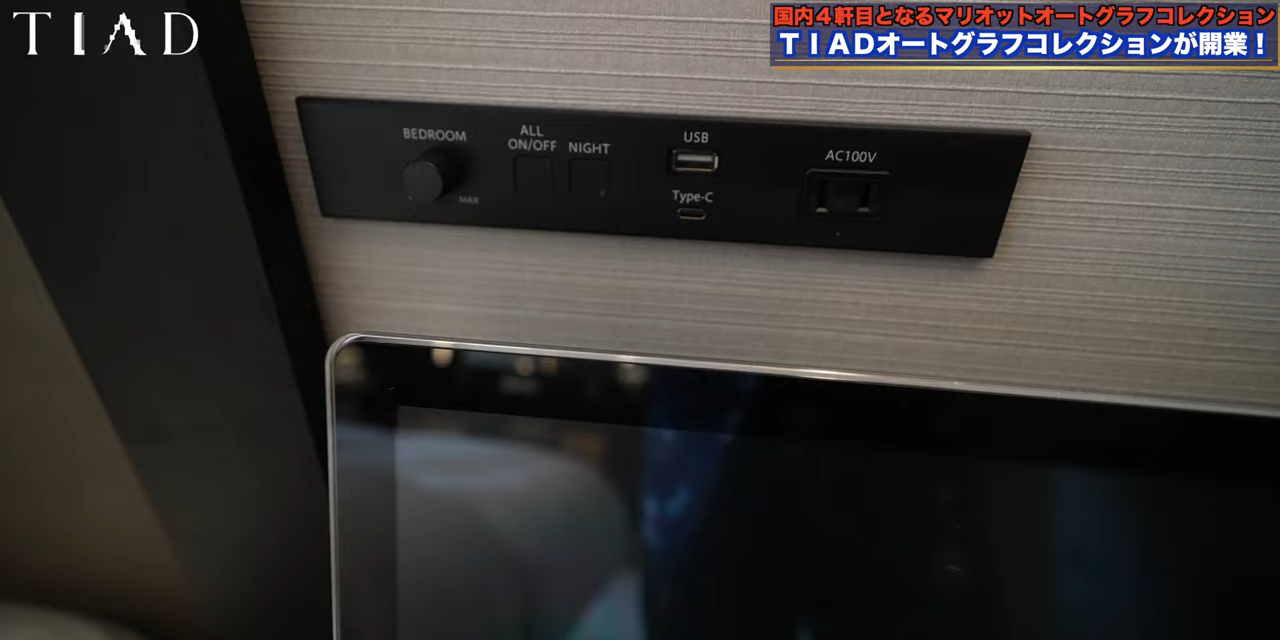 TIAD
国内4軒目となるマリオットオートグラフコレクション
TIADオートグラフコレクションが開業！
BEDROOM
MAX
ALL
ON/OFF
NIGHT
USB
Type-C
AC100V